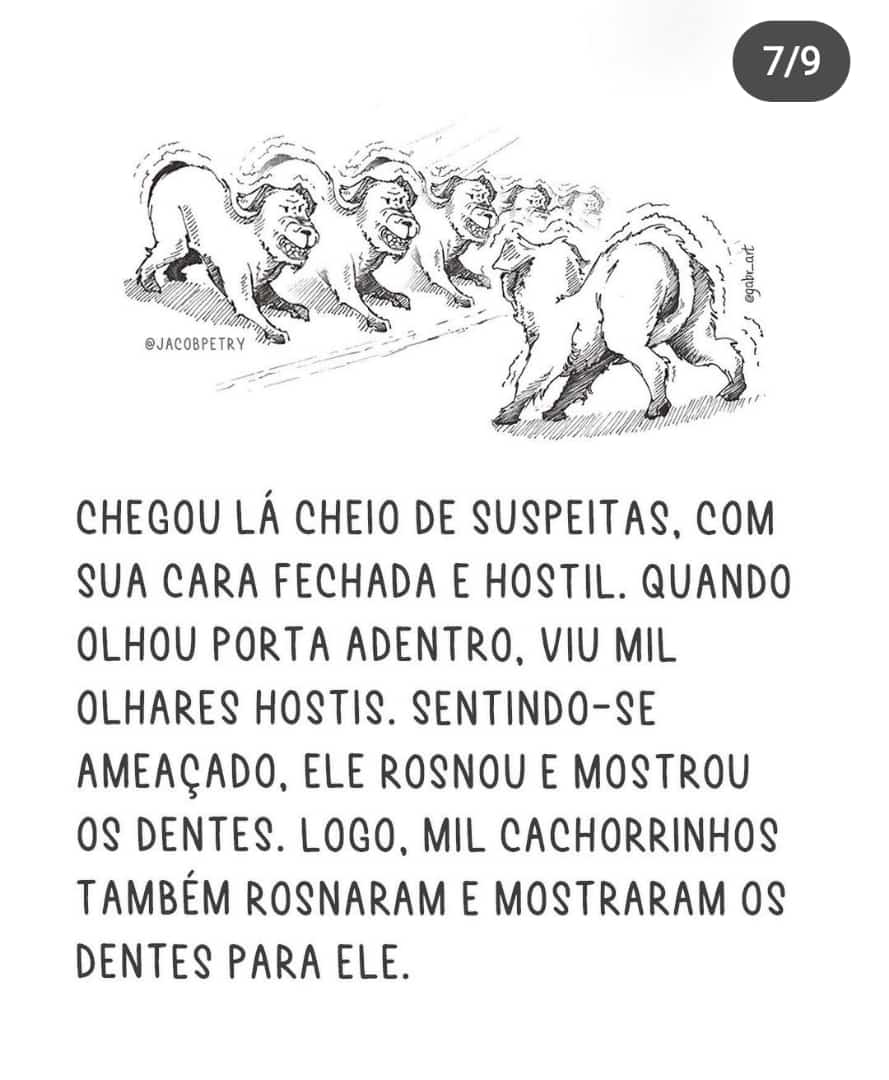 7/9
@gabr_art
@JACOBPETRY
CHEGOU LÁ CHEIO DE SUSPEITAS, COM
SUA CARA FECHADA E HOSTIL. QUANDO
OLHOU PORTA ADENTRO, VIU MIL
OLHARES HOSTIS. SENTINDO-SE
AMEAÇADO, ELE ROSNOU E MOSTROU
OS DENTES. LOGO, MIL CACHORRINHOS
TAMBÉM ROSNARAM E MOSTRARAM OS
DENTES PARA ELE.